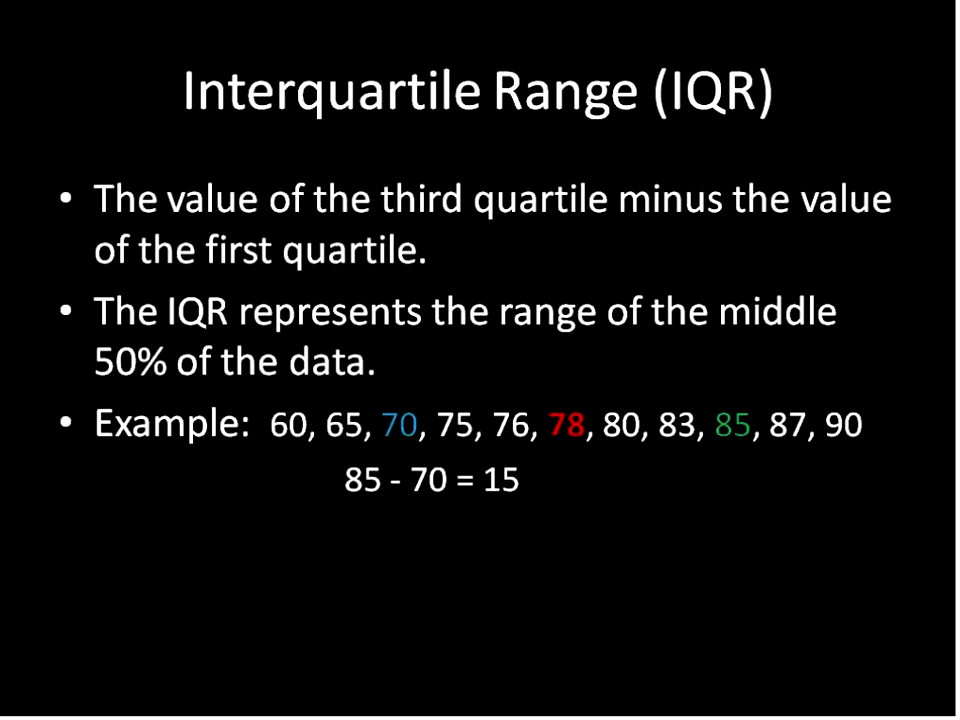 Interquartile Range (IQR)
• The value of the third quartile minus the value
of the first quartile.
• The IQR represents the range of the middle
50% of the data.
• Example: 60, 65, 70, 75, 76, 78, 80, 83, 85, 87, 90
85 - 70 = 15